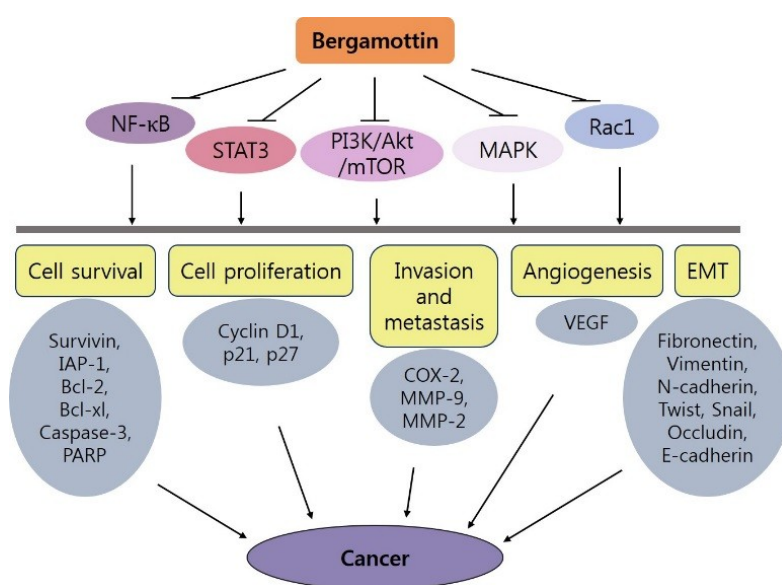 Bergamottin
NF-κB
STAT3
PI3K/Akt
/mTOR
MAPK
Rac1
Cell survival
Survivin,
IAP-1,
Bcl-2,
Bcl-xl,
Caspase-3,
PARP
Cell proliferation
Cyclin D1,
p21, p27
Invasion
and
metastasis
COX-2,
MMP-9,
MMP-2
Angiogenesis
VEGF
EMT
Fibronectin,
Vimentin,
N-cadherin,
Twist, Snail,
Occludin,
E-cadherin
Cancer